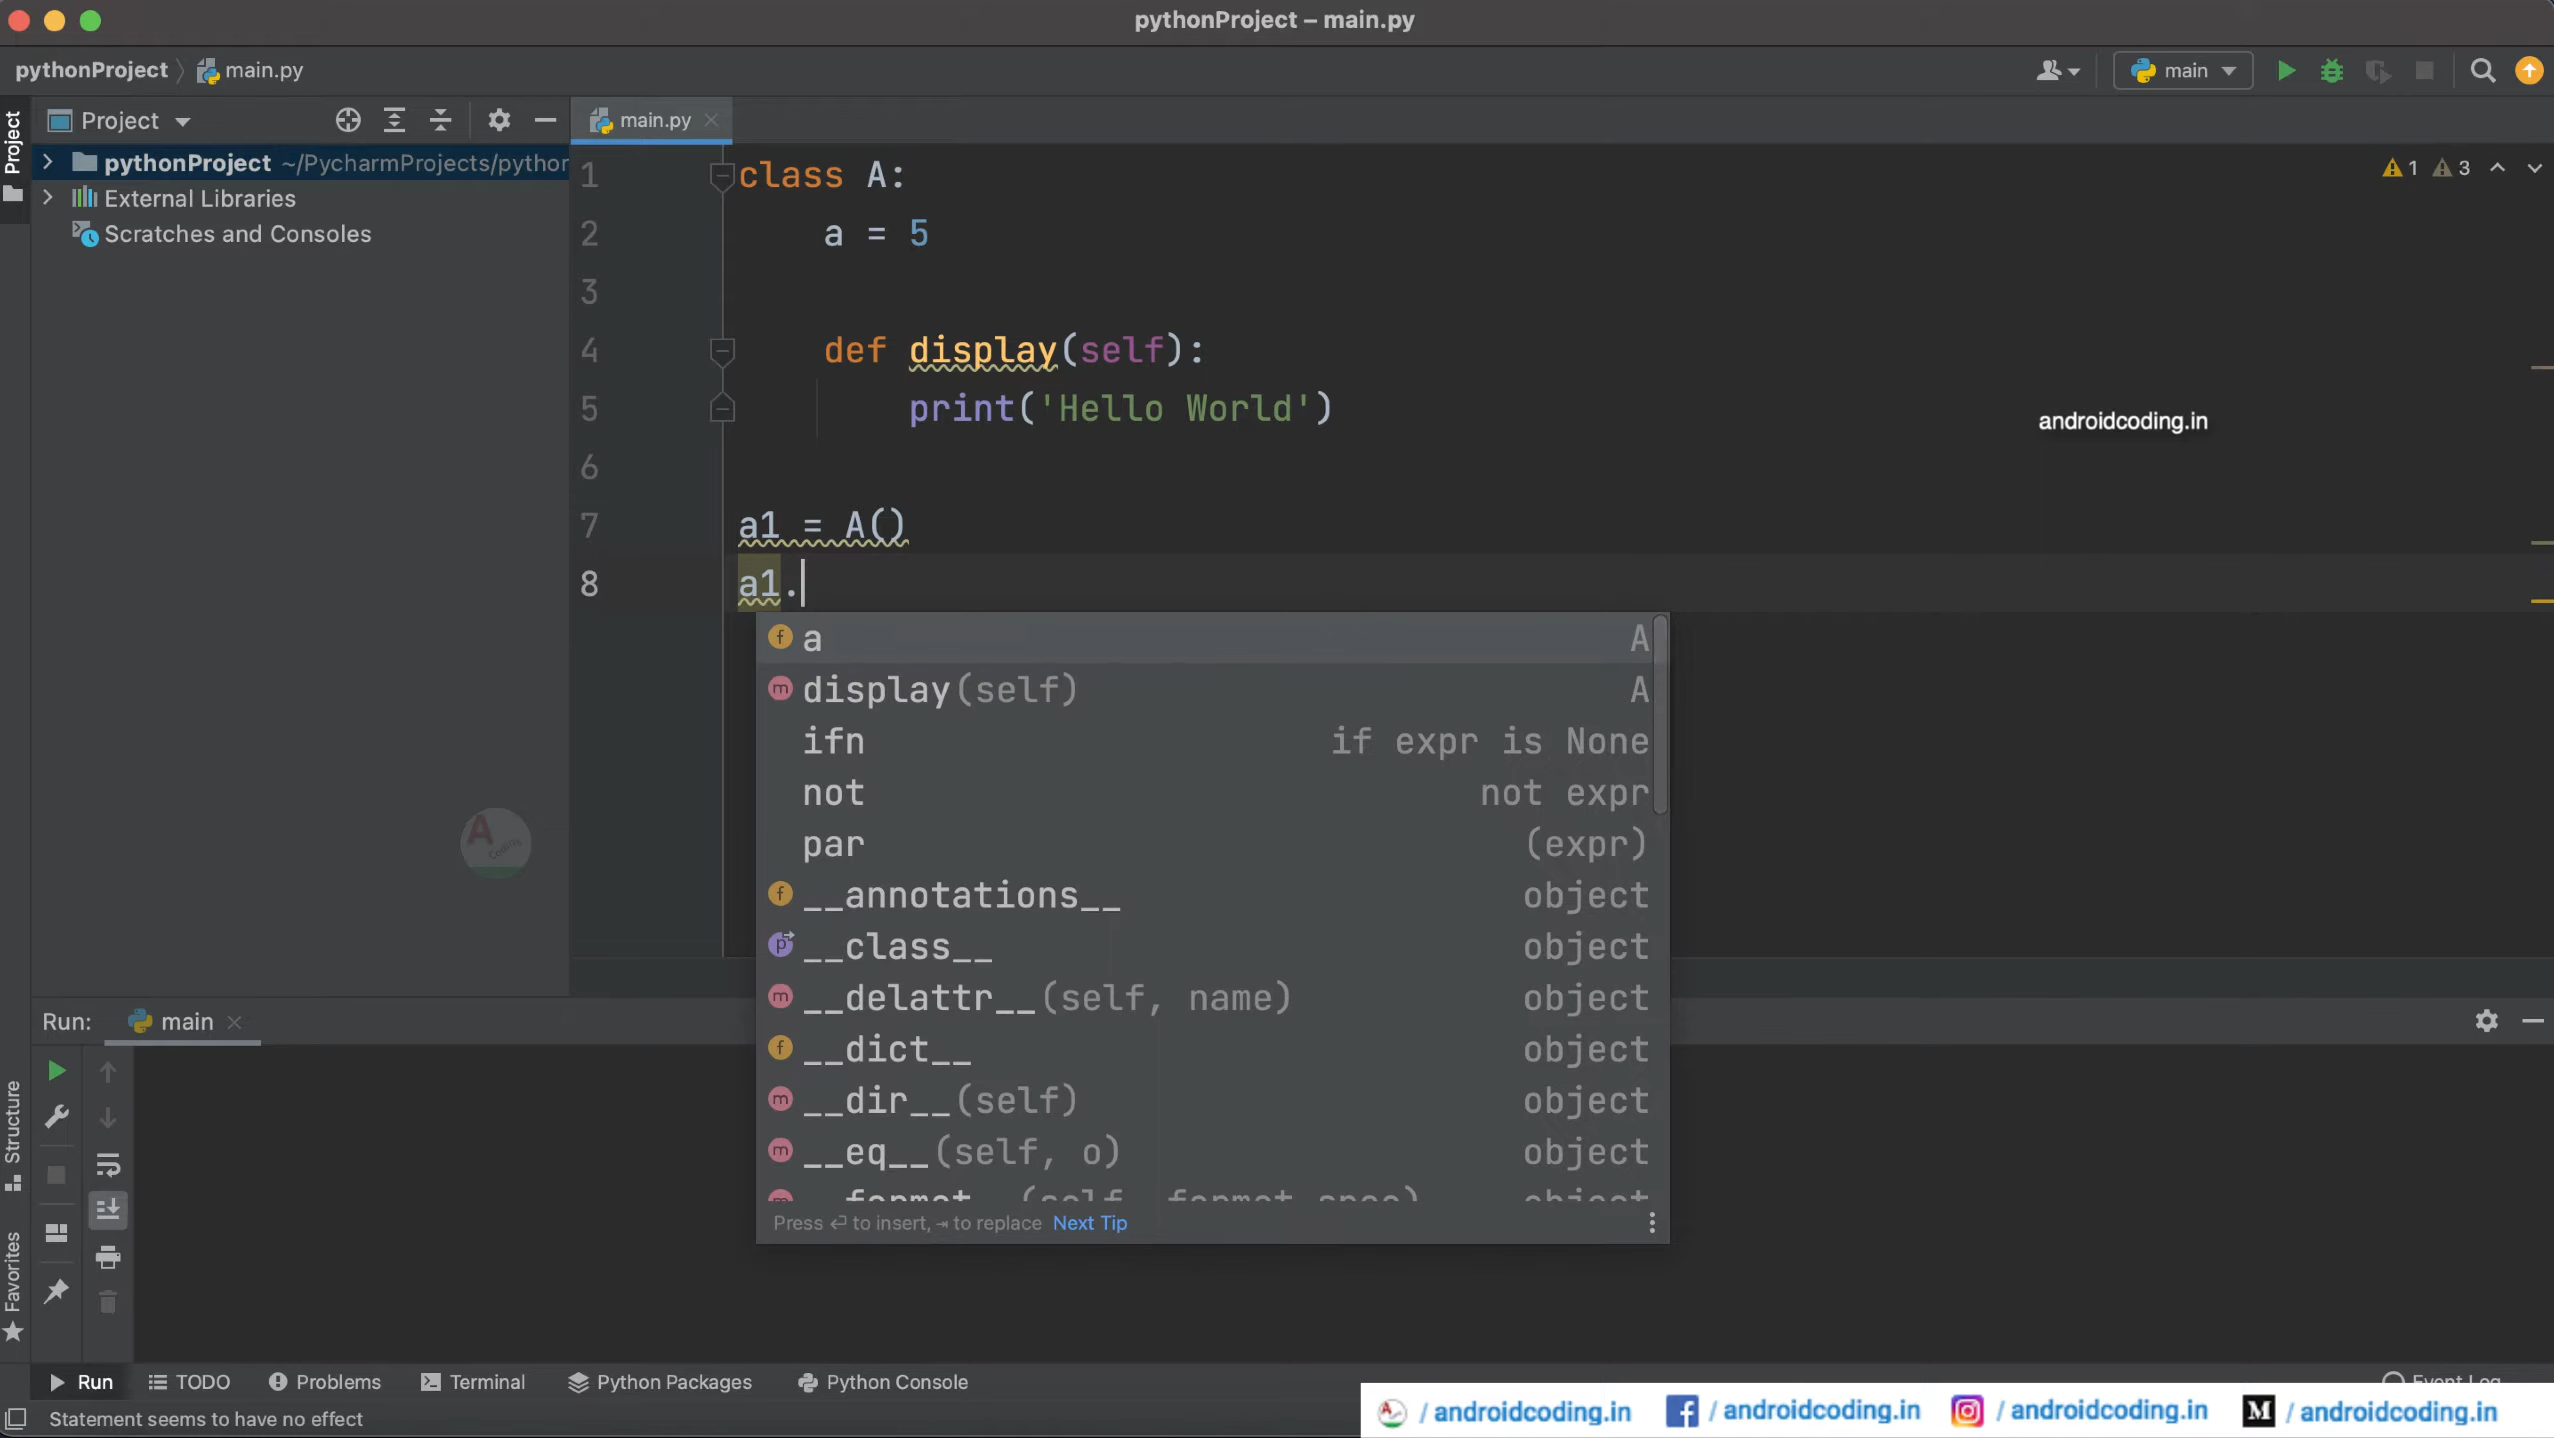 pythonProject – main.py
pythonProject
main.py
main
Project
main.py
pythonProject ~/PycharmProjects/python
External Libraries
Scratches and Consoles
Project
Structure
Favorites
1
3
1 class A:
2 a = 5
3
4 def display(self):
5 print('Hello World')
6
7 a1 = A()
8 a1.
androidcoding.in
f a A
m display(self) A
ifn if expr is None
not not expr
par (expr)
f __annotations__ object
p __class__ object
m __delattr__(self, name) object
f __dict__ object
m __dir__(self) object
m __eq__(self, o) object
m __format__(self, format_spec) object
Press ↩ to insert, ⇥ to replace Next Tip
A Coding
Run: main
Run TODO Problems Terminal Python Packages Python Console Event Log
Statement seems to have no effect
/ androidcoding.in / androidcoding.in / androidcoding.in M / androidcoding.in